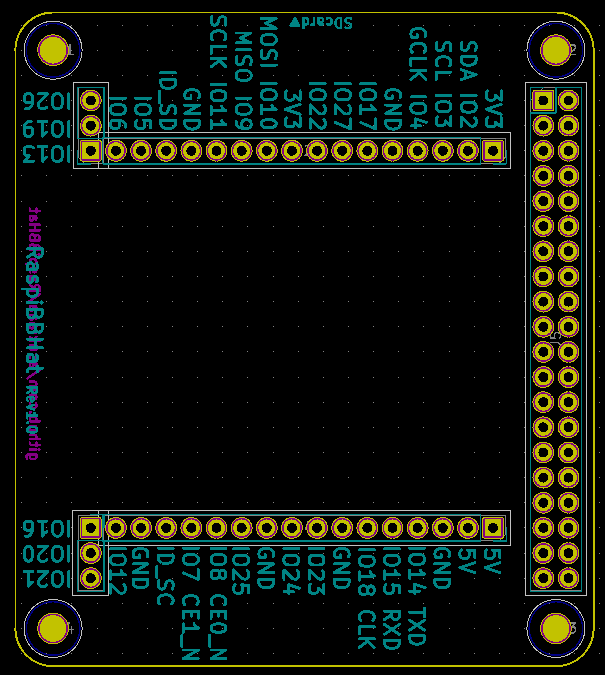 SDcard
1
2
IO26
IO19
IO13
IO6
IO5
ID_SD
GND
SCLK IO11
MISO IO9
MOSI IO10
3V3
IO22
IO27
IO17
GND
GCLK IO4
SCL IO3
SDA IO2
3V3
RaspiBBHat Rev1.0
J5
IO16
IO20
IO21
IO12
GND
ID_SC
IO7 CE1_N
IO8 CE0_N
IO25
GND
IO24
IO23
GND
IO18 CLK
IO15 RXD
IO14 TXD
GND
5V
5V
4
3